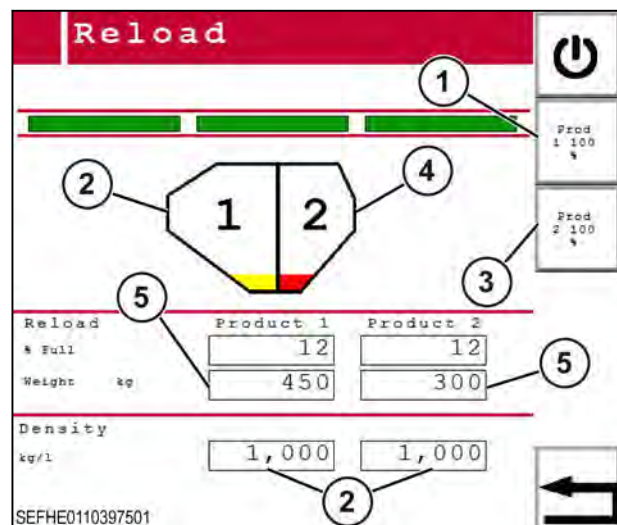 Reload
1
Prod
1 100
%
2
4
1 2
Prod
2 100
%
3
5
Reload Product 1 Product 2
% Full 12 12
5
Weight kg 450 300
Density
kg/l 1,000 1,000
2
SEFHE0110397501